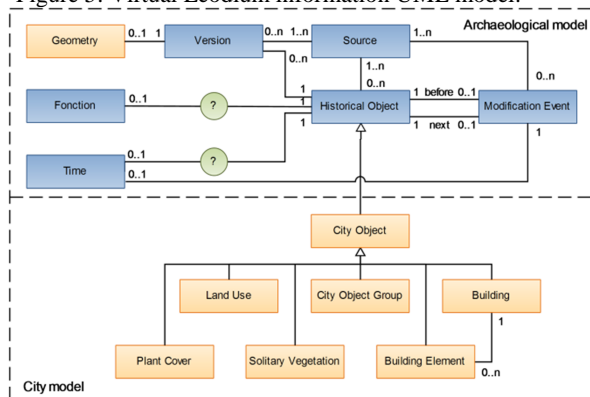 Figure 3: Virtual Leodium information UML model.
Archaeological model
Geometry 0..1 1 Version 0..n 1..n Source 1..n
0..n 1..n 0..n
0..n
Fonction 0..1 ? 1 1 1 Historical Object 1 before 0..1 Modification Event
1 next 0..1
1
Time 0..1 ?
0..1
City Object
Land Use City Object Group Building
1
Plant Cover Solitary Vegetation Building Element 0..n
City model